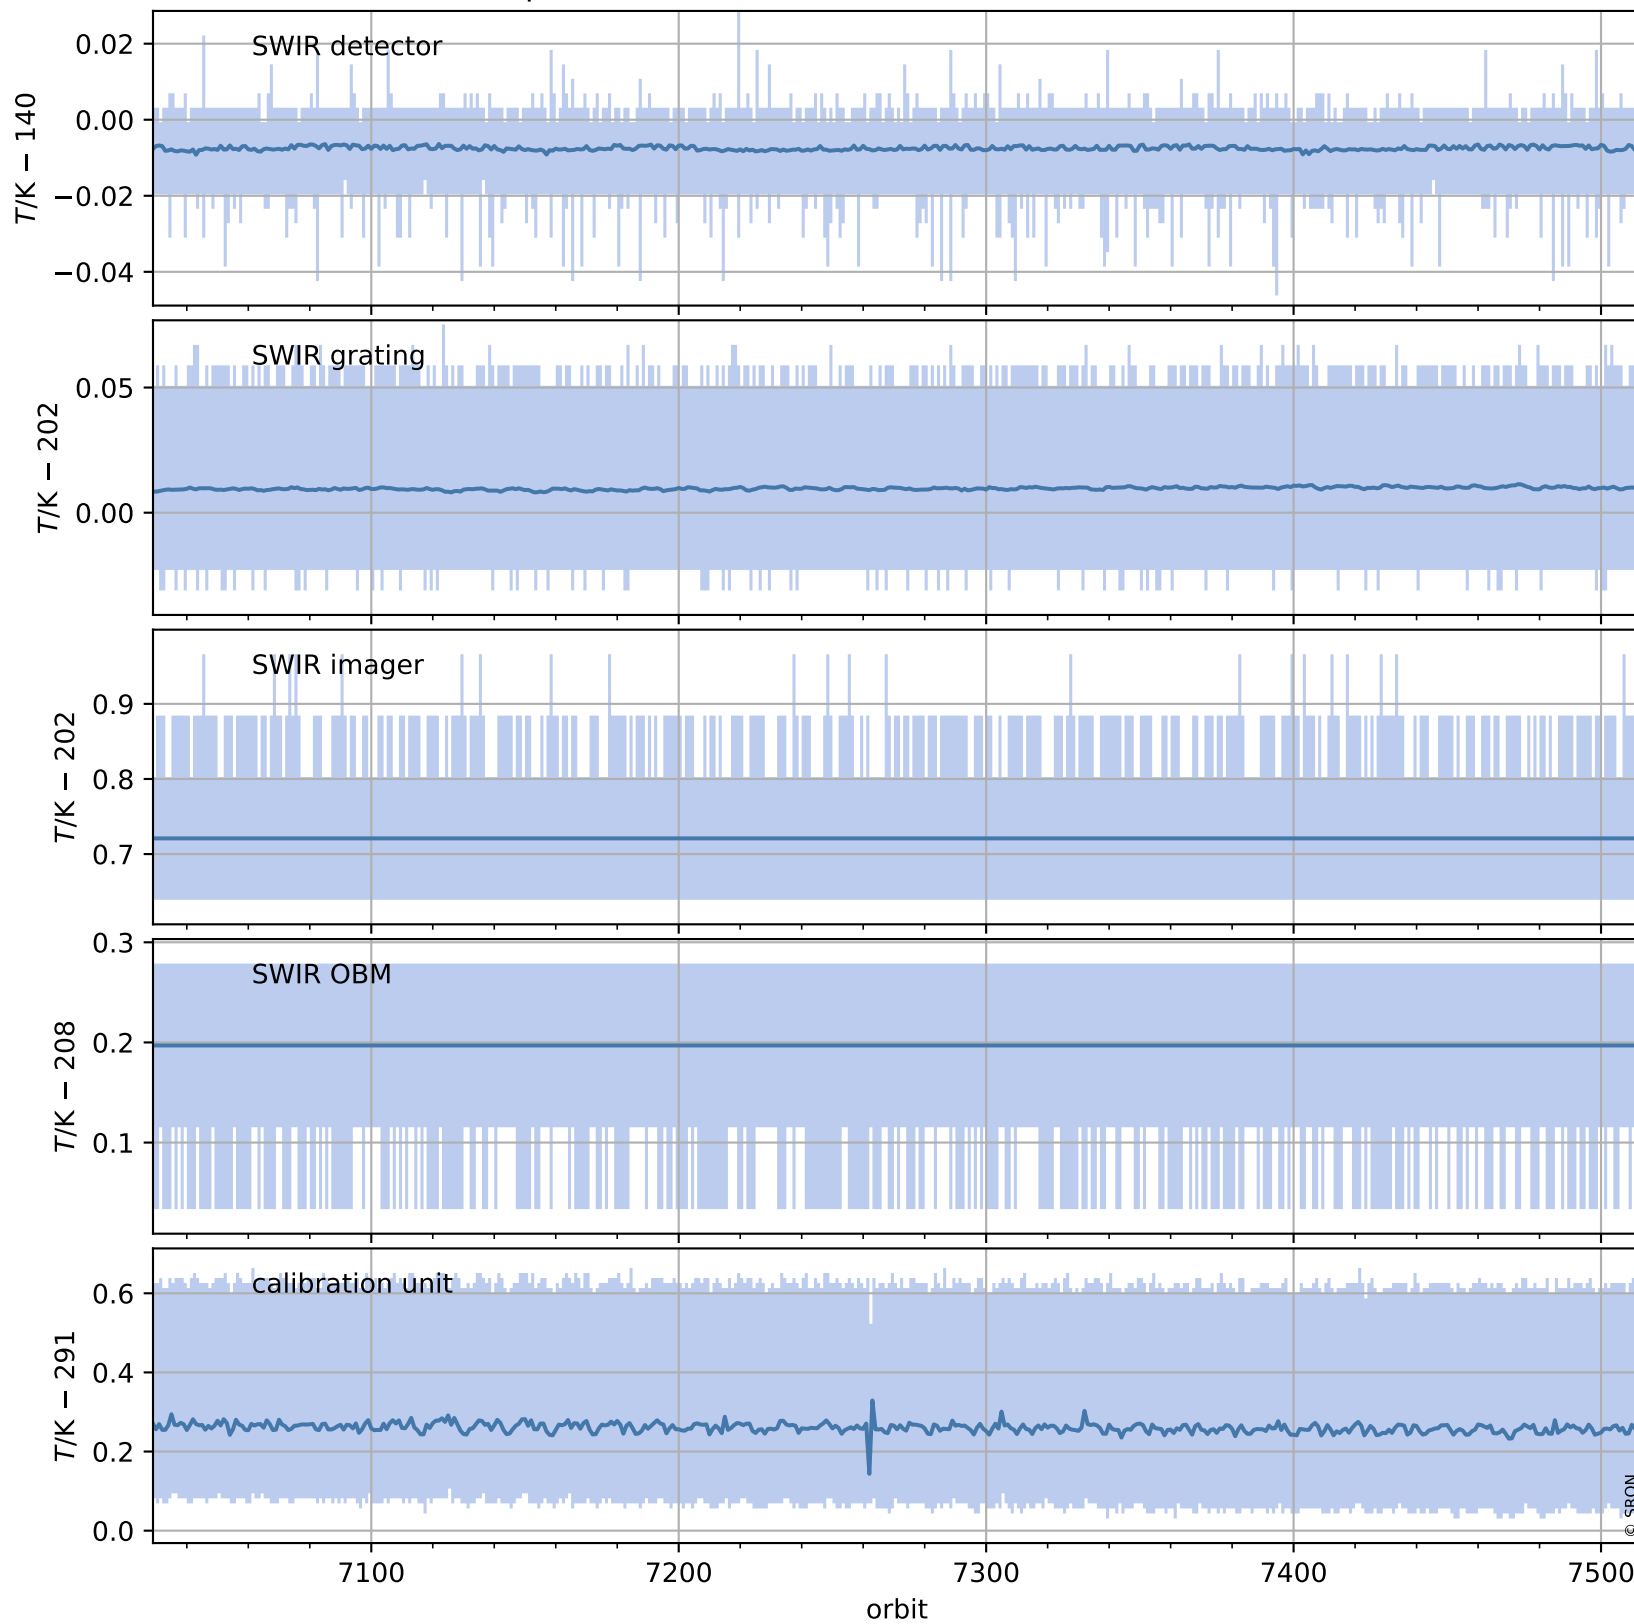 SWIR detector
0.02
0.00
−0.02
−0.04
T/K − 140
SWIR grating
0.05
0.00
T/K − 202
SWIR imager
0.9
0.8
0.7
T/K − 202
SWIR OBM
0.3
0.2
0.1
T/K − 208
calibration unit
0.6
0.4
0.2
0.0
T/K − 291
7100 7200 7300 7400 7500
orbit
© SRON